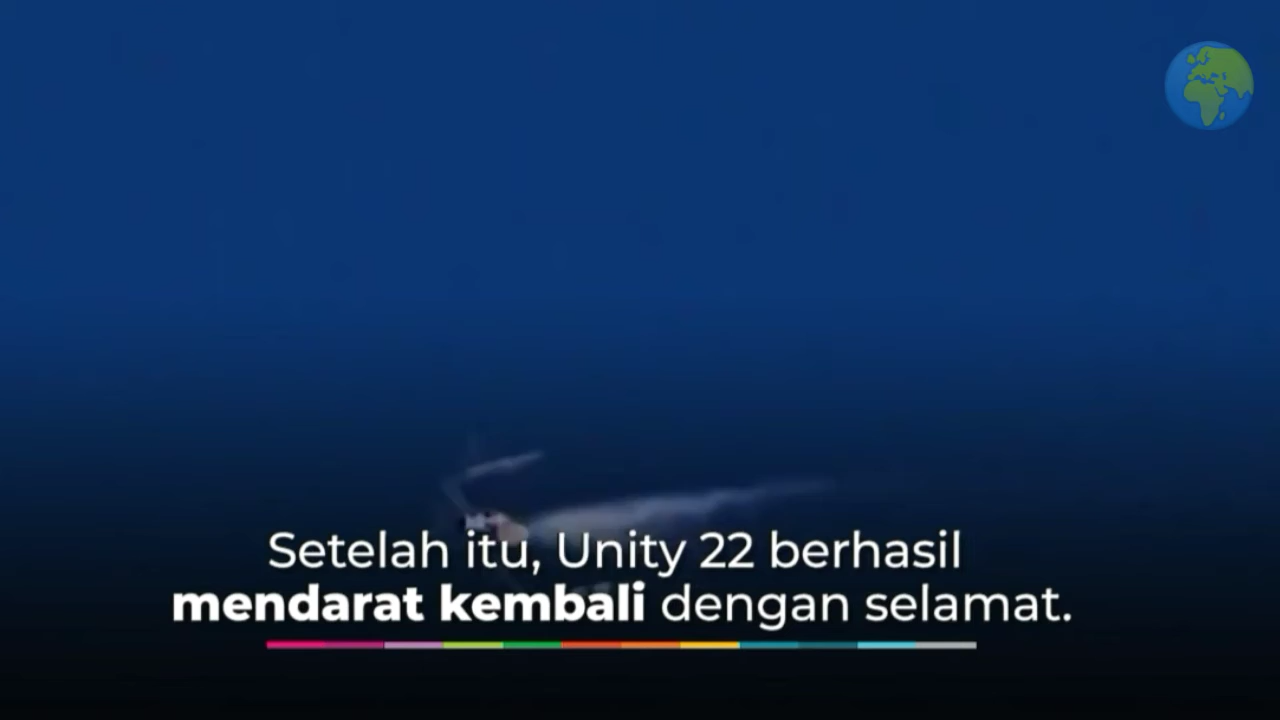 Setelah itu, Unity 22 berhasil
mendarat kembali dengan selamat.